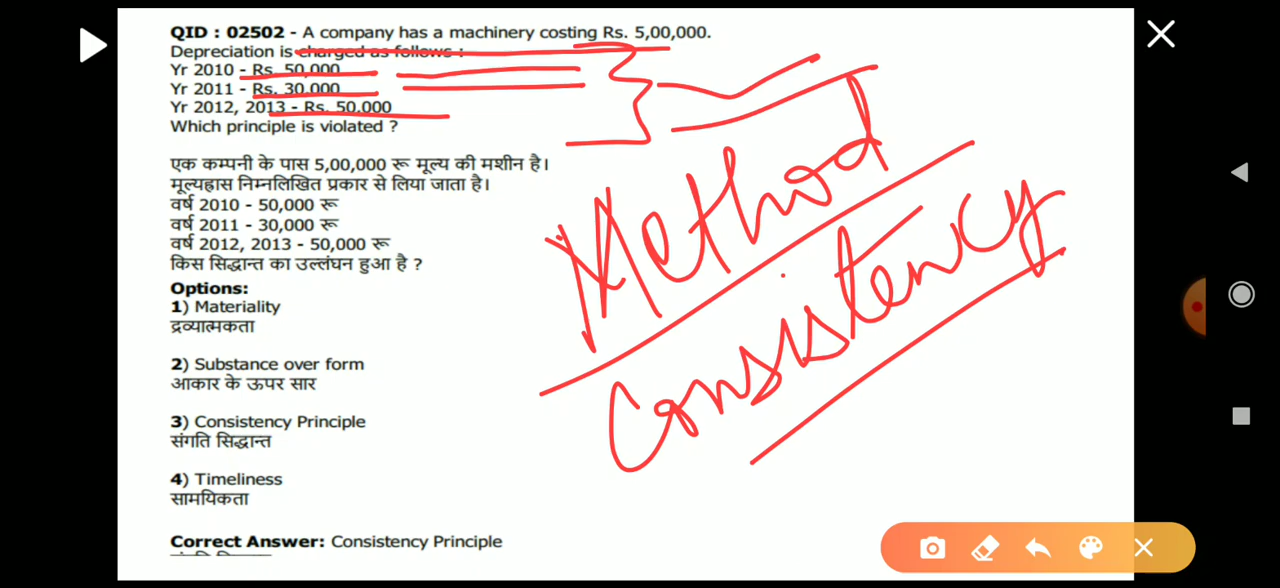 QID : 02502 - A company has a machinery costing Rs. 5,00,000.
Depreciation is charged as follows :
Yr 2010 - Rs. 50,000
Yr 2011 - Rs. 30,000
Yr 2012, 2013 - Rs. 50,000
Which principle is violated ?
एक कम्पनी के पास 5,00,000 रू मूल्य की मशीन है।
मूल्यह्रास निम्नलिखित प्रकार से लिया जाता है।
वर्ष 2010 - 50,000 रू
वर्ष 2011 - 30,000 रू
वर्ष 2012, 2013 - 50,000 रू
किस सिद्धान्त का उल्लंघन हुआ है ?
Options:
1) Materiality
द्रव्यात्मकता
2) Substance over form
आकार के ऊपर सार
3) Consistency Principle
संगति सिद्धान्त
4) Timeliness
सामयिकता
Correct Answer: Consistency Principle
Method
Consistency